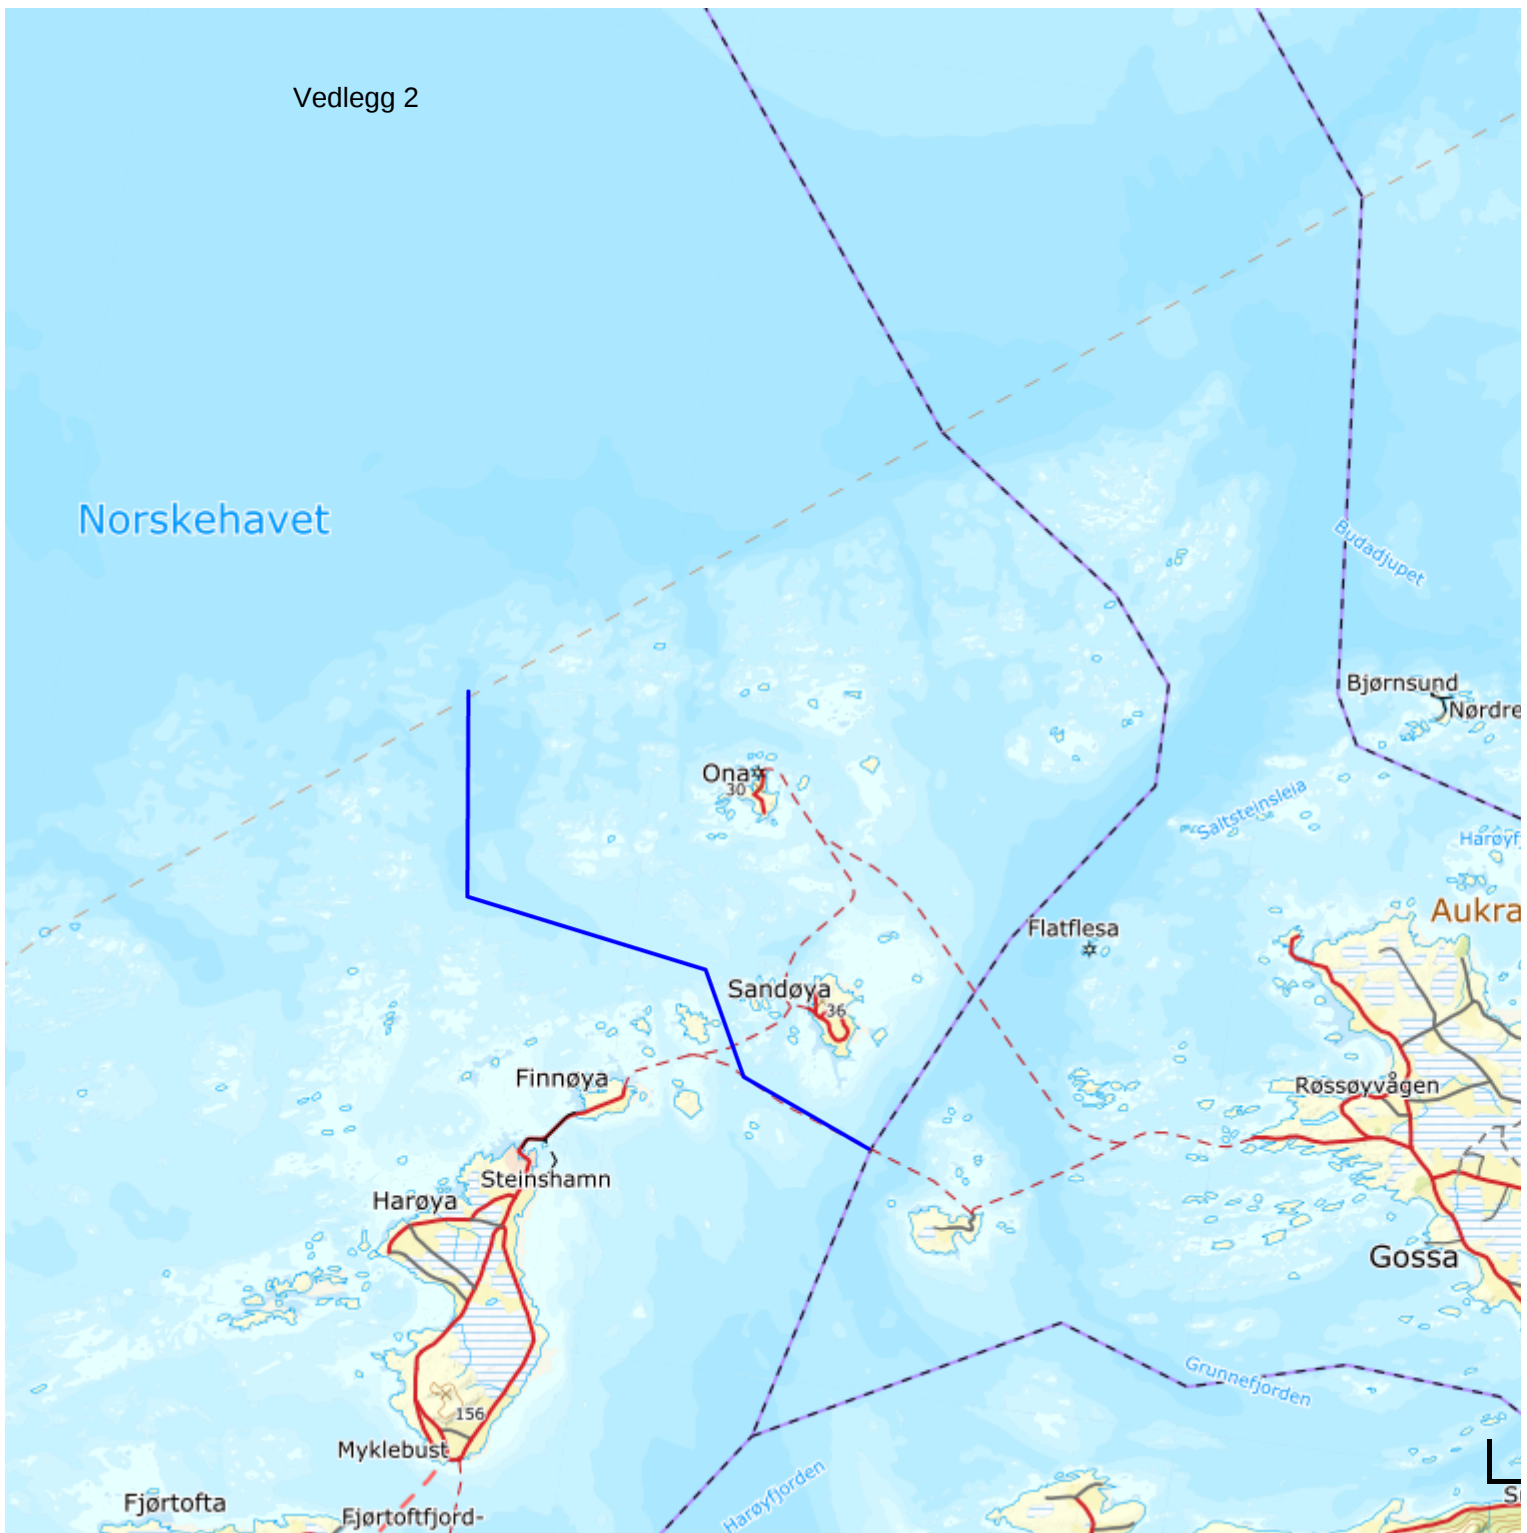 Vedlegg 2
Norskehavet
Budadjupet
Bjørnsund
Nørdre
Ona
30
Saltsteinsleia
Harøyfj
Aukra
Flatflesa
Sandøya
36
Finnøya
Røssøyvågen
Steinshamn
Harøya
Gossa
Grunnefjorden
156
Myklebust
Harøyfjorden
Fjørtofta
Fjørtoftfjord-